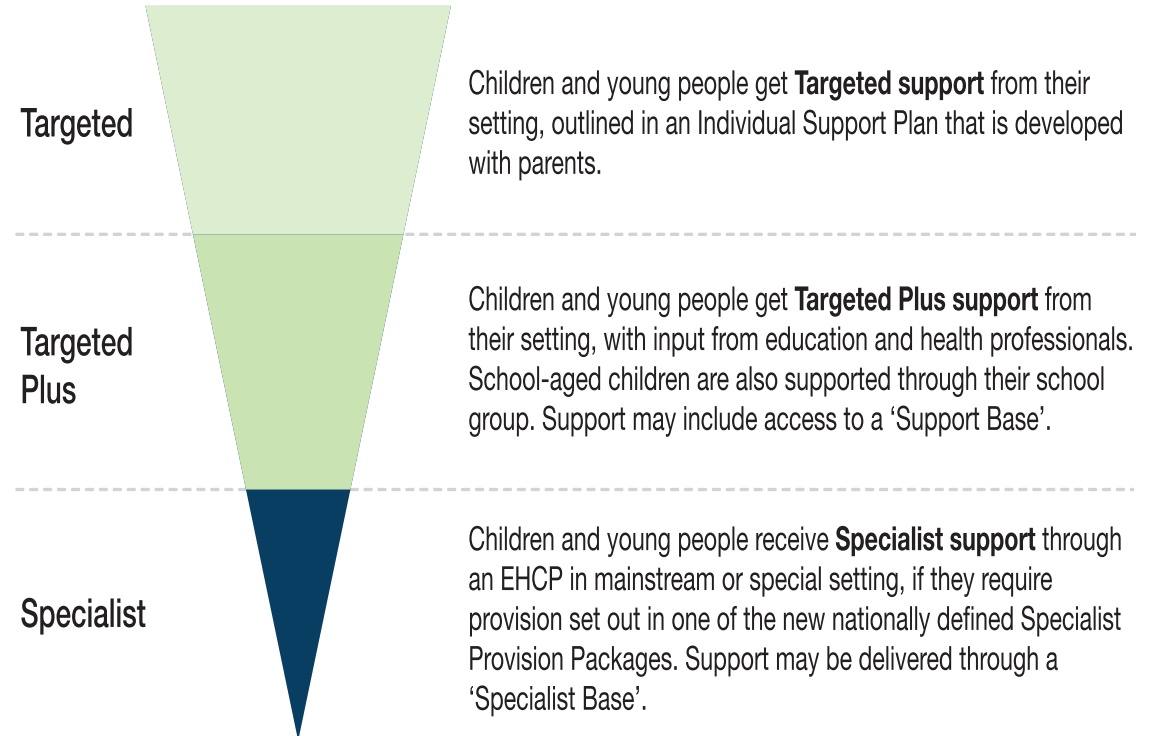 Targeted
Children and young people get Targeted support from their
setting, outlined in an Individual Support Plan that is developed
with parents.
Targeted
Plus
Children and young people get Targeted Plus support from
their setting, with input from education and health professionals.
School-aged children are also supported through their school
group. Support may include access to a ‘Support Base’.
Specialist
Children and young people receive Specialist support through
an EHCP in mainstream or special setting, if they require
provision set out in one of the new nationally defined Specialist
Provision Packages. Support may be delivered through a
‘Specialist Base’.